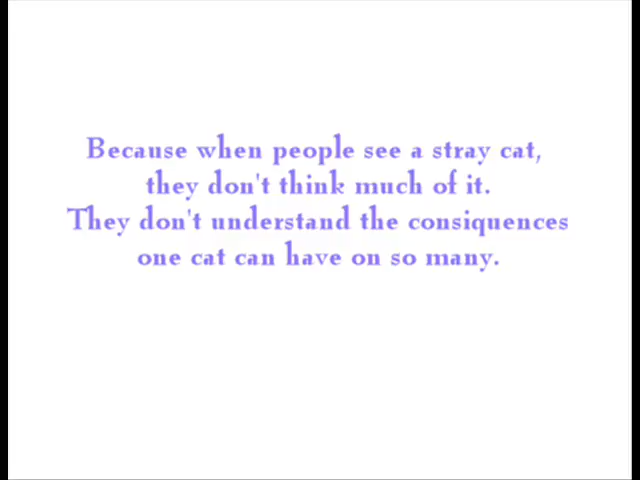 Because when people see a stray cat,
they don't think much of it.
They don't understand the consiquences
one cat can have on so many.